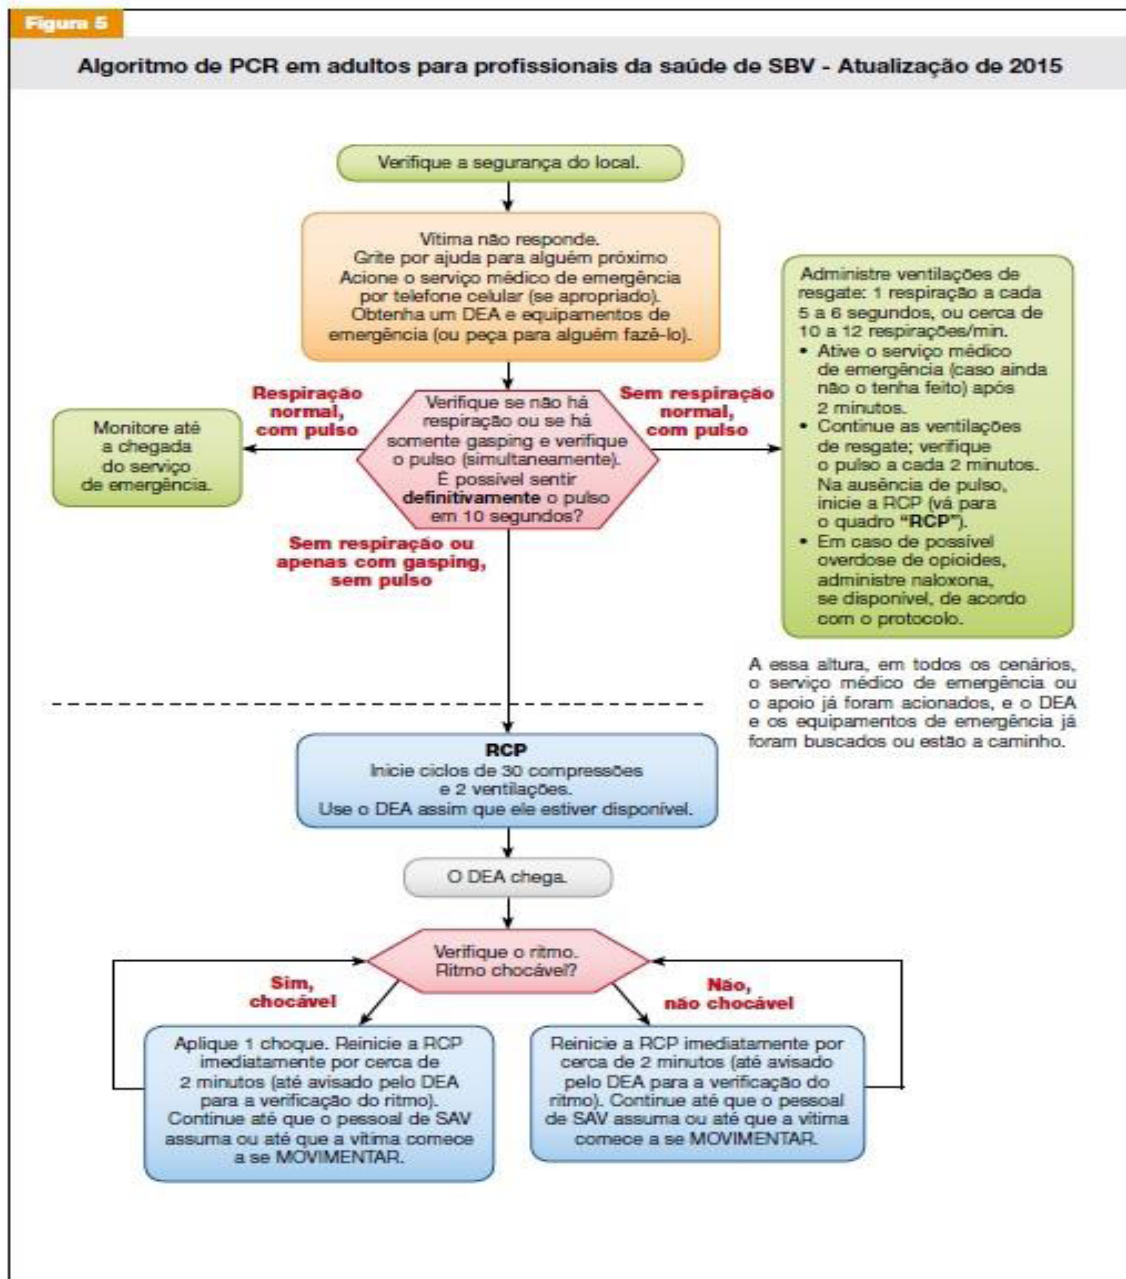 Figura 5
Algoritmo de PCR em adultos para profissionais da saúde de SBV - Atualização de 2015
Verifique a segurança do local.
Vítima não responde.
Grite por ajuda para alguém próximo
Acione o serviço médico de emergência
por telefone celular (se apropriado).
Obtenha um DEA e equipamentos de
emergência (ou peça para alguém fazê-lo).
Respiração
normal,
com pulso
Monitore até
a chegada
do serviço
de emergência.
Verifique se não há
respiração ou se há
somente gasping e verifique
o pulso (simultaneamente).
É possível sentir
definitivamente o pulso
em 10 segundos?
Sem respiração
normal,
com pulso
Administre ventilações de
resgate: 1 respiração a cada
5 a 6 segundos, ou cerca de
10 a 12 respirações/min.
• Ative o serviço médico
de emergência (caso ainda
não o tenha feito) após
2 minutos.
• Continue as ventilações
de resgate; verifique
o pulso a cada 2 minutos.
Na ausência de pulso,
inicie a RCP (vá para
o quadro “RCP”).
• Em caso de possível
overdose de opioides,
administre naloxona,
se disponível, de acordo
com o protocolo.
Sem respiração ou
apenas com gasping,
sem pulso
A essa altura, em todos os cenários,
o serviço médico de emergência ou
o apoio já foram acionados, e o DEA
e os equipamentos de emergência já
foram buscados ou estão a caminho.
RCP
Inicie ciclos de 30 compressões
e 2 ventilações.
Use o DEA assim que ele estiver disponível.
O DEA chega.
Verifique o ritmo.
Ritmo chocável?
Sim,
chocável
Não,
não chocável
Aplique 1 choque. Reinicie a RCP
imediatamente por cerca de
2 minutos (até avisado pelo DEA
para a verificação do ritmo).
Continue até que o pessoal de SAV
assuma ou até que a vítima comece
a se MOVIMENTAR.
Reinicie a RCP imediatamente por
cerca de 2 minutos (até avisado
pelo DEA para a verificação do
ritmo). Continue até que o pessoal
de SAV assuma ou até que a vítima
comece a se MOVIMENTAR.